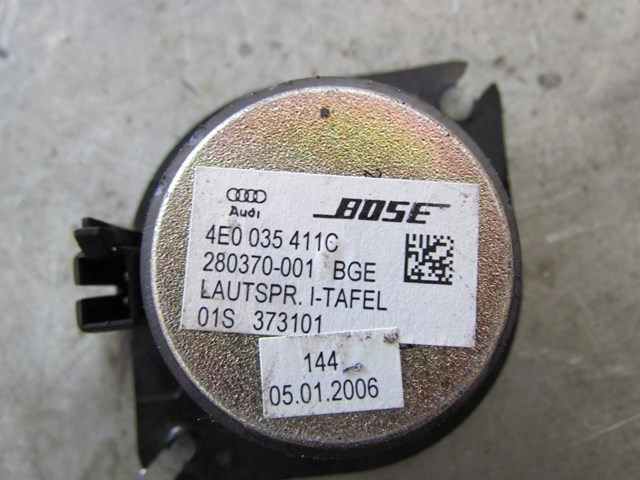 Audi
BOSE
4E0 035 411C
280370-001 BGE
LAUTSPR. I-TAFEL
01S 373101
144
05.01.2006